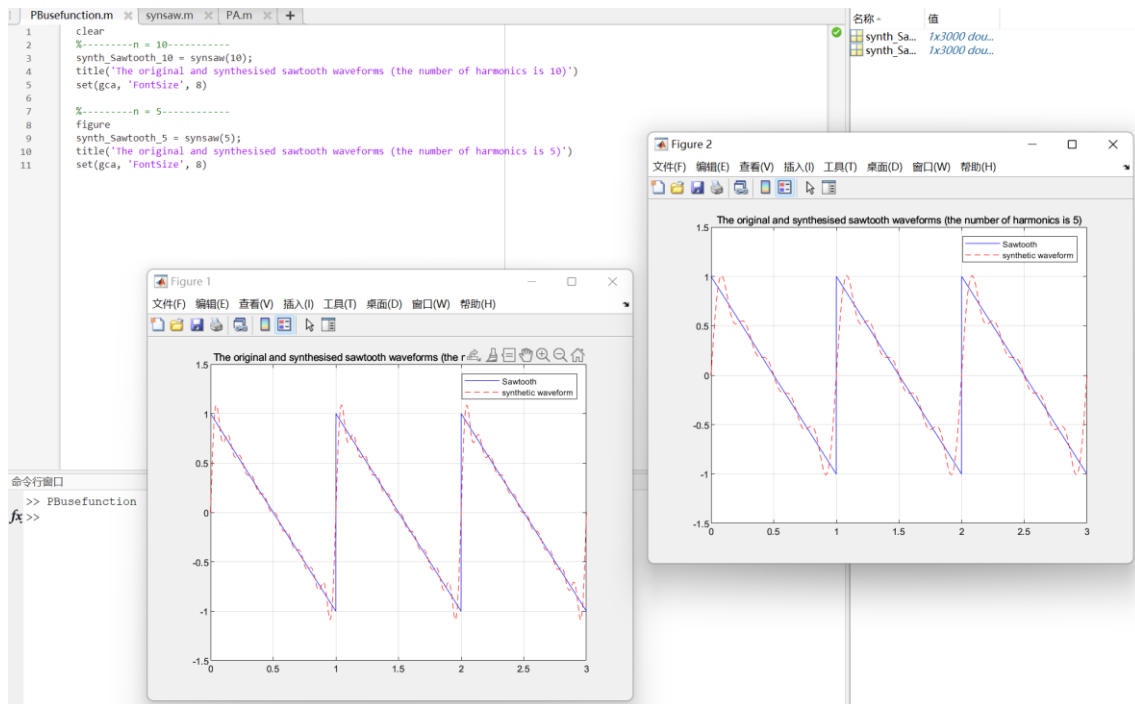 PBusefunction.m × synsaw.m × PA.m × +
1 clear
2 %---------n = 10-----------
3 synth_Sawtooth_10 = synsaw(10);
4 title('The original and synthesised sawtooth waveforms (the number of harmonics is 10)')
5 set(gca, 'FontSize', 8)
6
7 %---------n = 5------------
8 figure
9 synth_Sawtooth_5 = synsaw(5);
10 title('The original and synthesised sawtooth waveforms (the number of harmonics is 5)')
11 set(gca, 'FontSize', 8)
名称 值
synth_Sa... 1x3000 dou...
synth_Sa... 1x3000 dou...
Figure 2
文件(F) 编辑(E) 查看(V) 插入(I) 工具(T) 桌面(D) 窗口(W) 帮助(H)
The original and synthesised sawtooth waveforms (the number of harmonics is 5)
Sawtooth
synthetic waveform
1.5
1
0.5
0
-0.5
-1
-1.5
0 0.5 1 1.5 2 2.5 3
Figure 1
文件(F) 编辑(E) 查看(V) 插入(I) 工具(T) 桌面(D) 窗口(W) 帮助(H)
The original and synthesised sawtooth waveforms (the r
Sawtooth
synthetic waveform
1.5
1
0.5
0
-0.5
-1
-1.5
0 0.5 1 1.5 2 2.5 3
命令行窗口
>> PBusefunction
fx >>